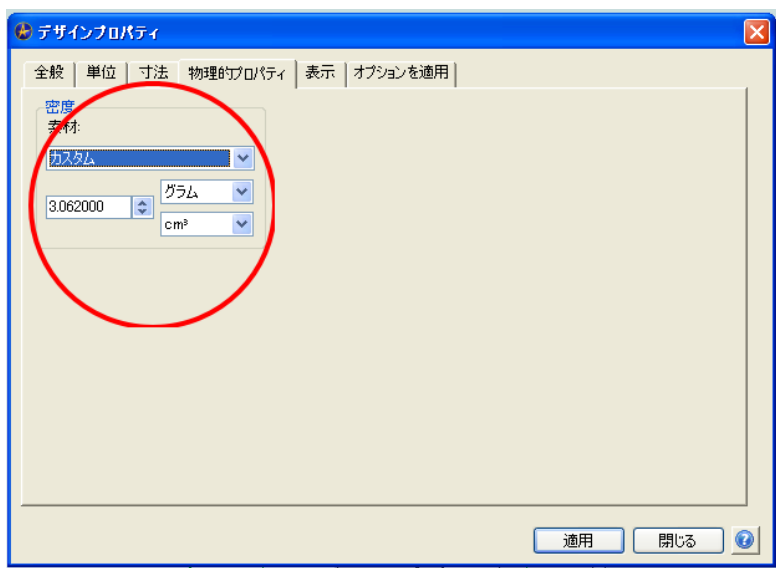 デザインプロパティ
全般 単位 寸法 物理的プロパティ 表示 オプションを適用
密度
素材:
カスタム
グラム
3.062000
cm³
適用 閉じる ?